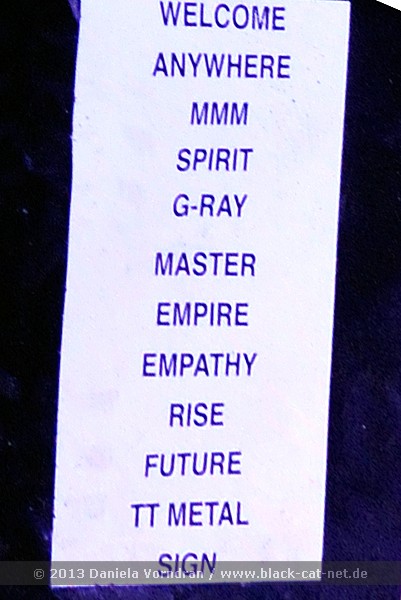 WELCOME
ANYWHERE
MMM
SPIRIT
G-RAY
MASTER
EMPIRE
EMPATHY
RISE
FUTURE
TT METAL
SIGN
© 2013 Daniela Vorndran / www.black-cat-net.de